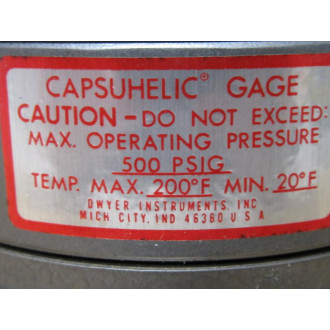 CAPSUHELIC® GAGE
CAUTION - DO NOT EXCEED:
MAX. OPERATING PRESSURE
500 PSIG
TEMP. MAX. 200°F MIN. 20°F
DWYER INSTRUMENTS, INC
MICH CITY, IND 46360 U S A